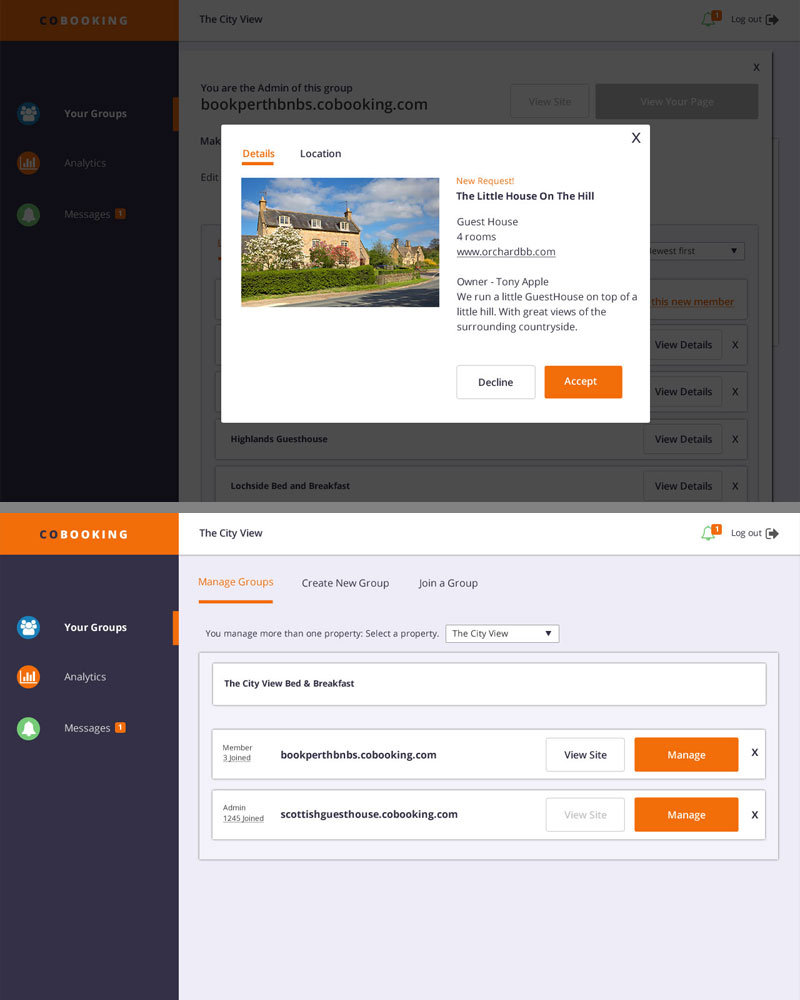 COBOOKING
The City View
1
Log out
X
You are the Admin of this group
bookperthbnbs.cobooking.com
View Site
View Your Page
Your Groups
Analytics
Messages 1
Mak
Edit
X
Details
Location
New Request!
The Little House On The Hill
Guest House
4 rooms
www.orchardbb.com
Owner - Tony Apple
We run a little GuestHouse on top of a
little hill. With great views of the
surrounding countryside.
Decline
Accept
ewest first
this new member
View Details X
View Details X
Highlands Guesthouse View Details X
Lochside Bed and Breakfast View Details X
COBOOKING
The City View
1
Log out
Your Groups
Analytics
Messages 1
Manage Groups
Create New Group
Join a Group
You manage more than one property: Select a property.
The City View
The City View Bed & Breakfast
Member
3 Joined
bookperthbnbs.cobooking.com
View Site
Manage
X
Admin
1245 Joined
scottishguesthouse.cobooking.com
View Site
Manage
X